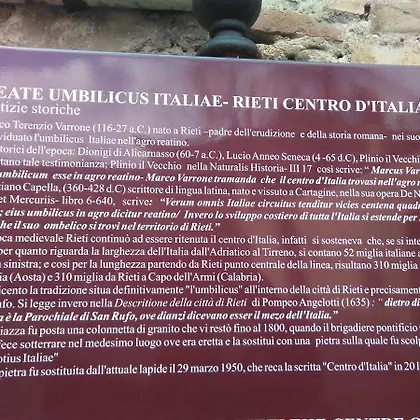 EATE UMBILICUS ITALIAE- RIETI CENTRO D'ITALIA
tizie storiche
co Terenzio Varrone (116-27 a.C.) nato a Rieti –padre dell'erudizione e della storia romana- nei suo
viduato l'umbilicus Italiae nell'agro reatino.
torici dell'epoca: Dionigi di Alicarnasso (60-7 a.C.), Lucio Anneo Seneca (4 -65 d.C), Plinio il Vecchio
tano tale testimonianza; Plinio il Vecchio nella Naturalis Historia- III 17 così scrive: " Marcus Var
umbilicum esse in agro reatino- Marco Varrone tramanda che il centro d'Italia trovasi nell'agro r
ziano Capella, (360-428 d.C) scrittore di lingua latina, nato e vissuto a Cartagine, nella sua opera De N
et Mercuriis- libro 6-640, scrive: "Verum omnis Italiae circuitus tenditur vicies centena quadr
; eius umbilicus in agro dicitur reatino/ Invero lo sviluppo costiero di tutta l'Italia si estende per
he il suo ombelico si trovi nel territorio di Rieti."
oca medievale Rieti continuò ad essere ritenuta il centro d'Italia, infatti si sosteneva che, se si int
per quanto riguarda la larghezza dell'Italia dall'Adriatico al Tirreno, si contano 52 miglia italiane a
a sinistra; e così per la lunghezza partendo da Rieti punto centrale della linea, risultano 310 miglia
ia (Aosta) e 310 miglia da Rieti a Capo dell'Armi (Calabria).
icento la tradizione situa definitivamente "l'umbilicus" all'interno della città di Rieti e precisament
ufo. Si legge invero nella Descritione della città di Rieti di Pompeo Angelotti (1635) : " dietro di
a è la Parochiale di San Rufo, ove dianzi dicevano esser il mezo dell'Italia."
piazza fu posta una colonnetta di granito che vi restò fino al 1800, quando il brigadiere pontificio
fece sotterrare nel medesimo luogo ove era eretta e la sostituì con una pietra sulla quale fu scolp
otius Italiae"
pietra fu sostituita dall'attuale lapide il 29 marzo 1950, che reca la scritta "Centro d'Italia" in 20 l